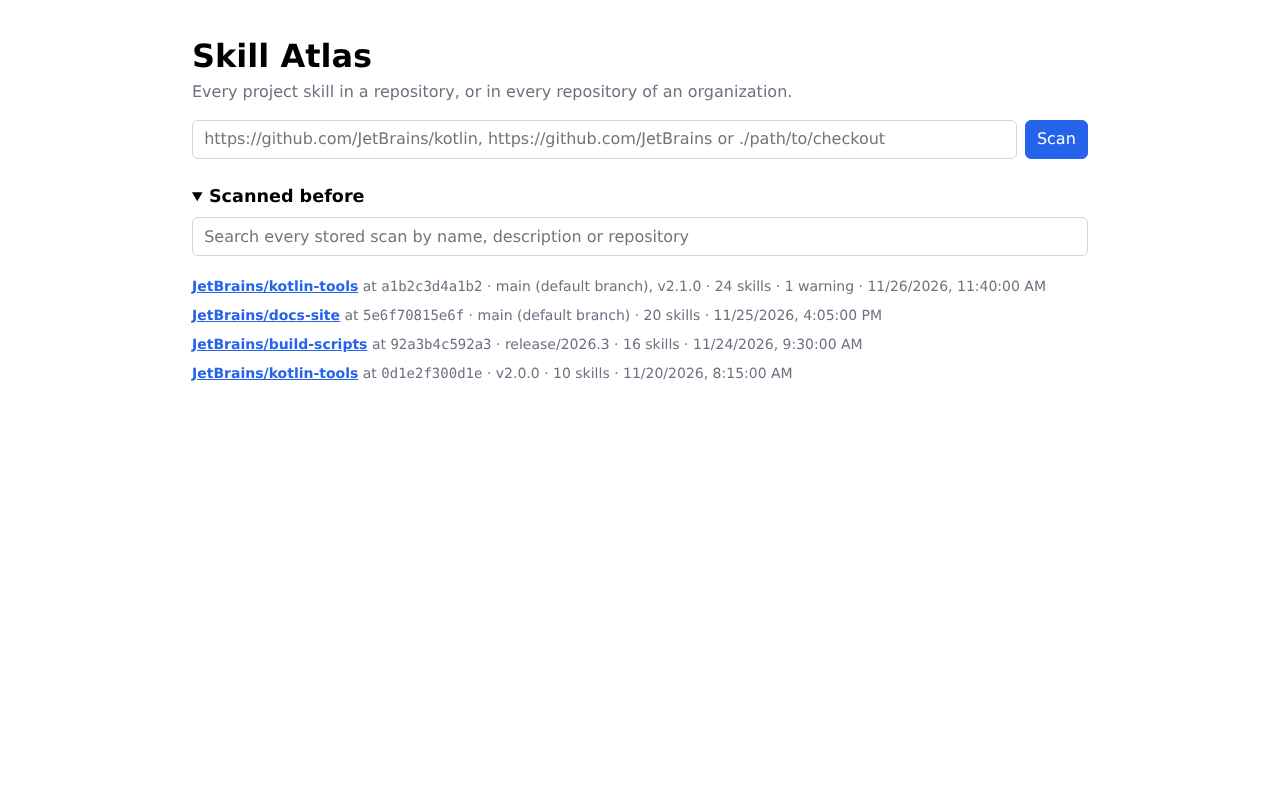 Skill Atlas
Every project skill in a repository, or in every repository of an organization.
https://github.com/JetBrains/kotlin, https://github.com/JetBrains or ./path/to/checkout
Scan
▼ Scanned before
Search every stored scan by name, description or repository
JetBrains/kotlin-tools at a1b2c3d4a1b2 · main (default branch), v2.1.0 · 24 skills · 1 warning · 11/26/2026, 11:40:00 AM
JetBrains/docs-site at 5e6f70815e6f · main (default branch) · 20 skills · 11/25/2026, 4:05:00 PM
JetBrains/build-scripts at 92a3b4c592a3 · release/2026.3 · 16 skills · 11/24/2026, 9:30:00 AM
JetBrains/kotlin-tools at 0d1e2f300d1e · v2.0.0 · 10 skills · 11/20/2026, 8:15:00 AM